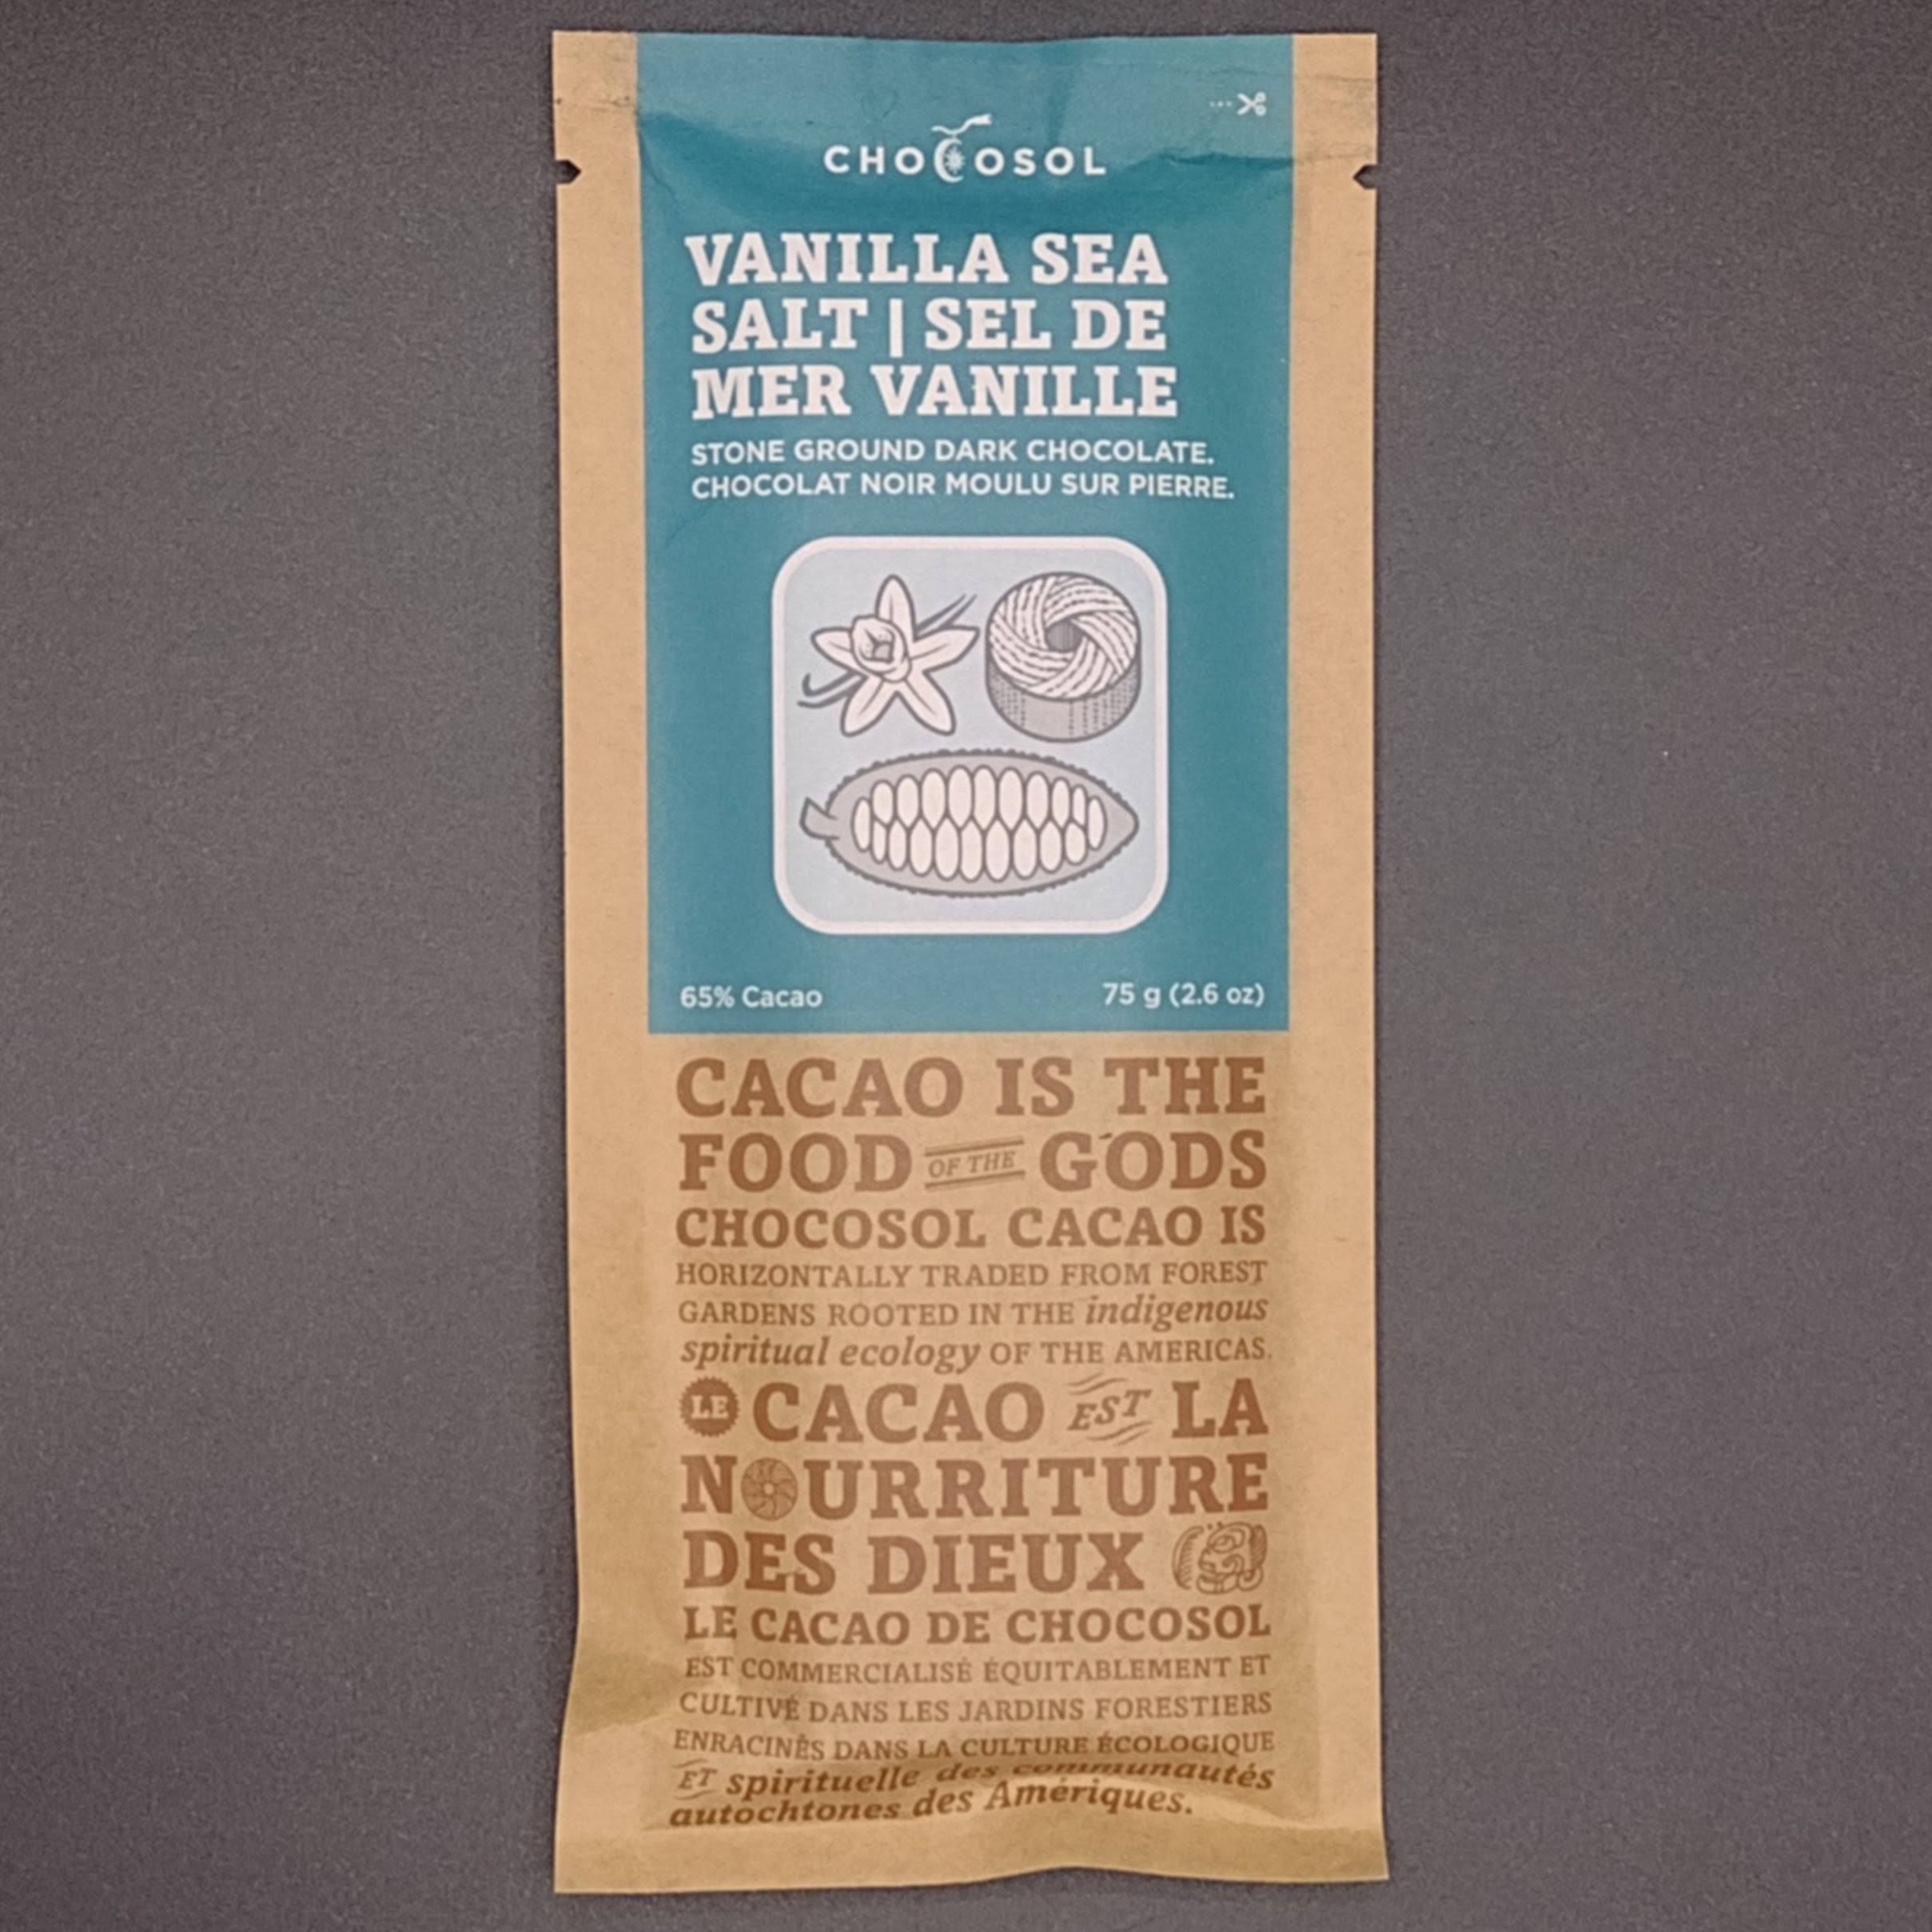 CHOCOSOL
VANILLA SEA
SALT | SEL DE
MER VANILLE
STONE GROUND DARK CHOCOLATE.
CHOCOLAT NOIR MOULU SUR PIERRE.
65% Cacao 75 g (2.6 oz)
CACAO IS THE
FOOD OF THE GODS
CHOCOSOL CACAO IS
HORIZONTALLY TRADED FROM FOREST
GARDENS ROOTED IN THE indigenous
spiritual ecology OF THE AMERICAS.
LE CACAO EST LA
NOURRITURE
DES DIEUX
LE CACAO DE CHOCOSOL
EST COMMERCIALISÉ ÉQUITABLEMENT ET
CULTIVÉ DANS LES JARDINS FORESTIERS
ENRACINÉS DANS LA CULTURE ÉCOLOGIQUE
ET spirituelle des communautés
autochtones des Amériques.